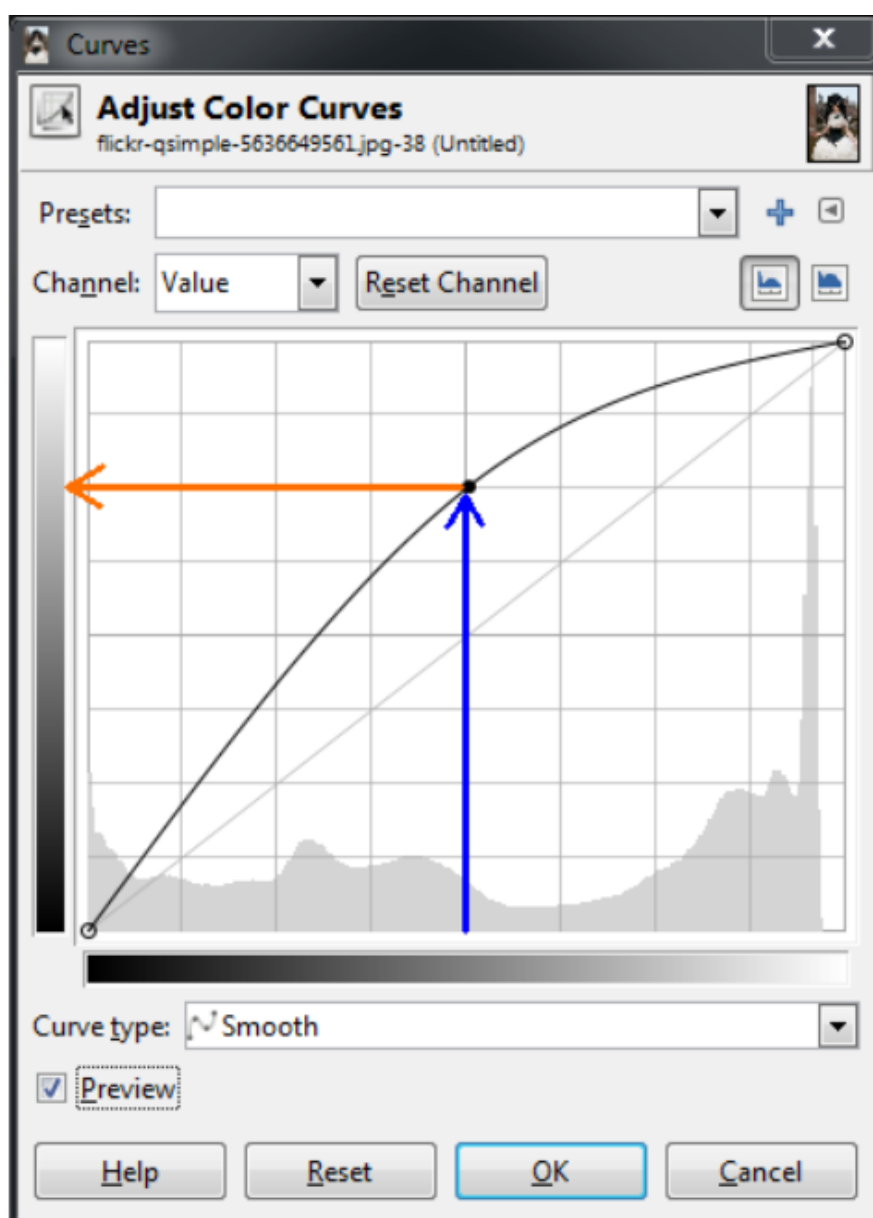 Curves
Adjust Color Curves
flickr-qsimple-5636649561.jpg-38 (Untitled)
Presets:
Channel: Value Reset Channel
Curve type: Smooth
Preview
Help Reset OK Cancel